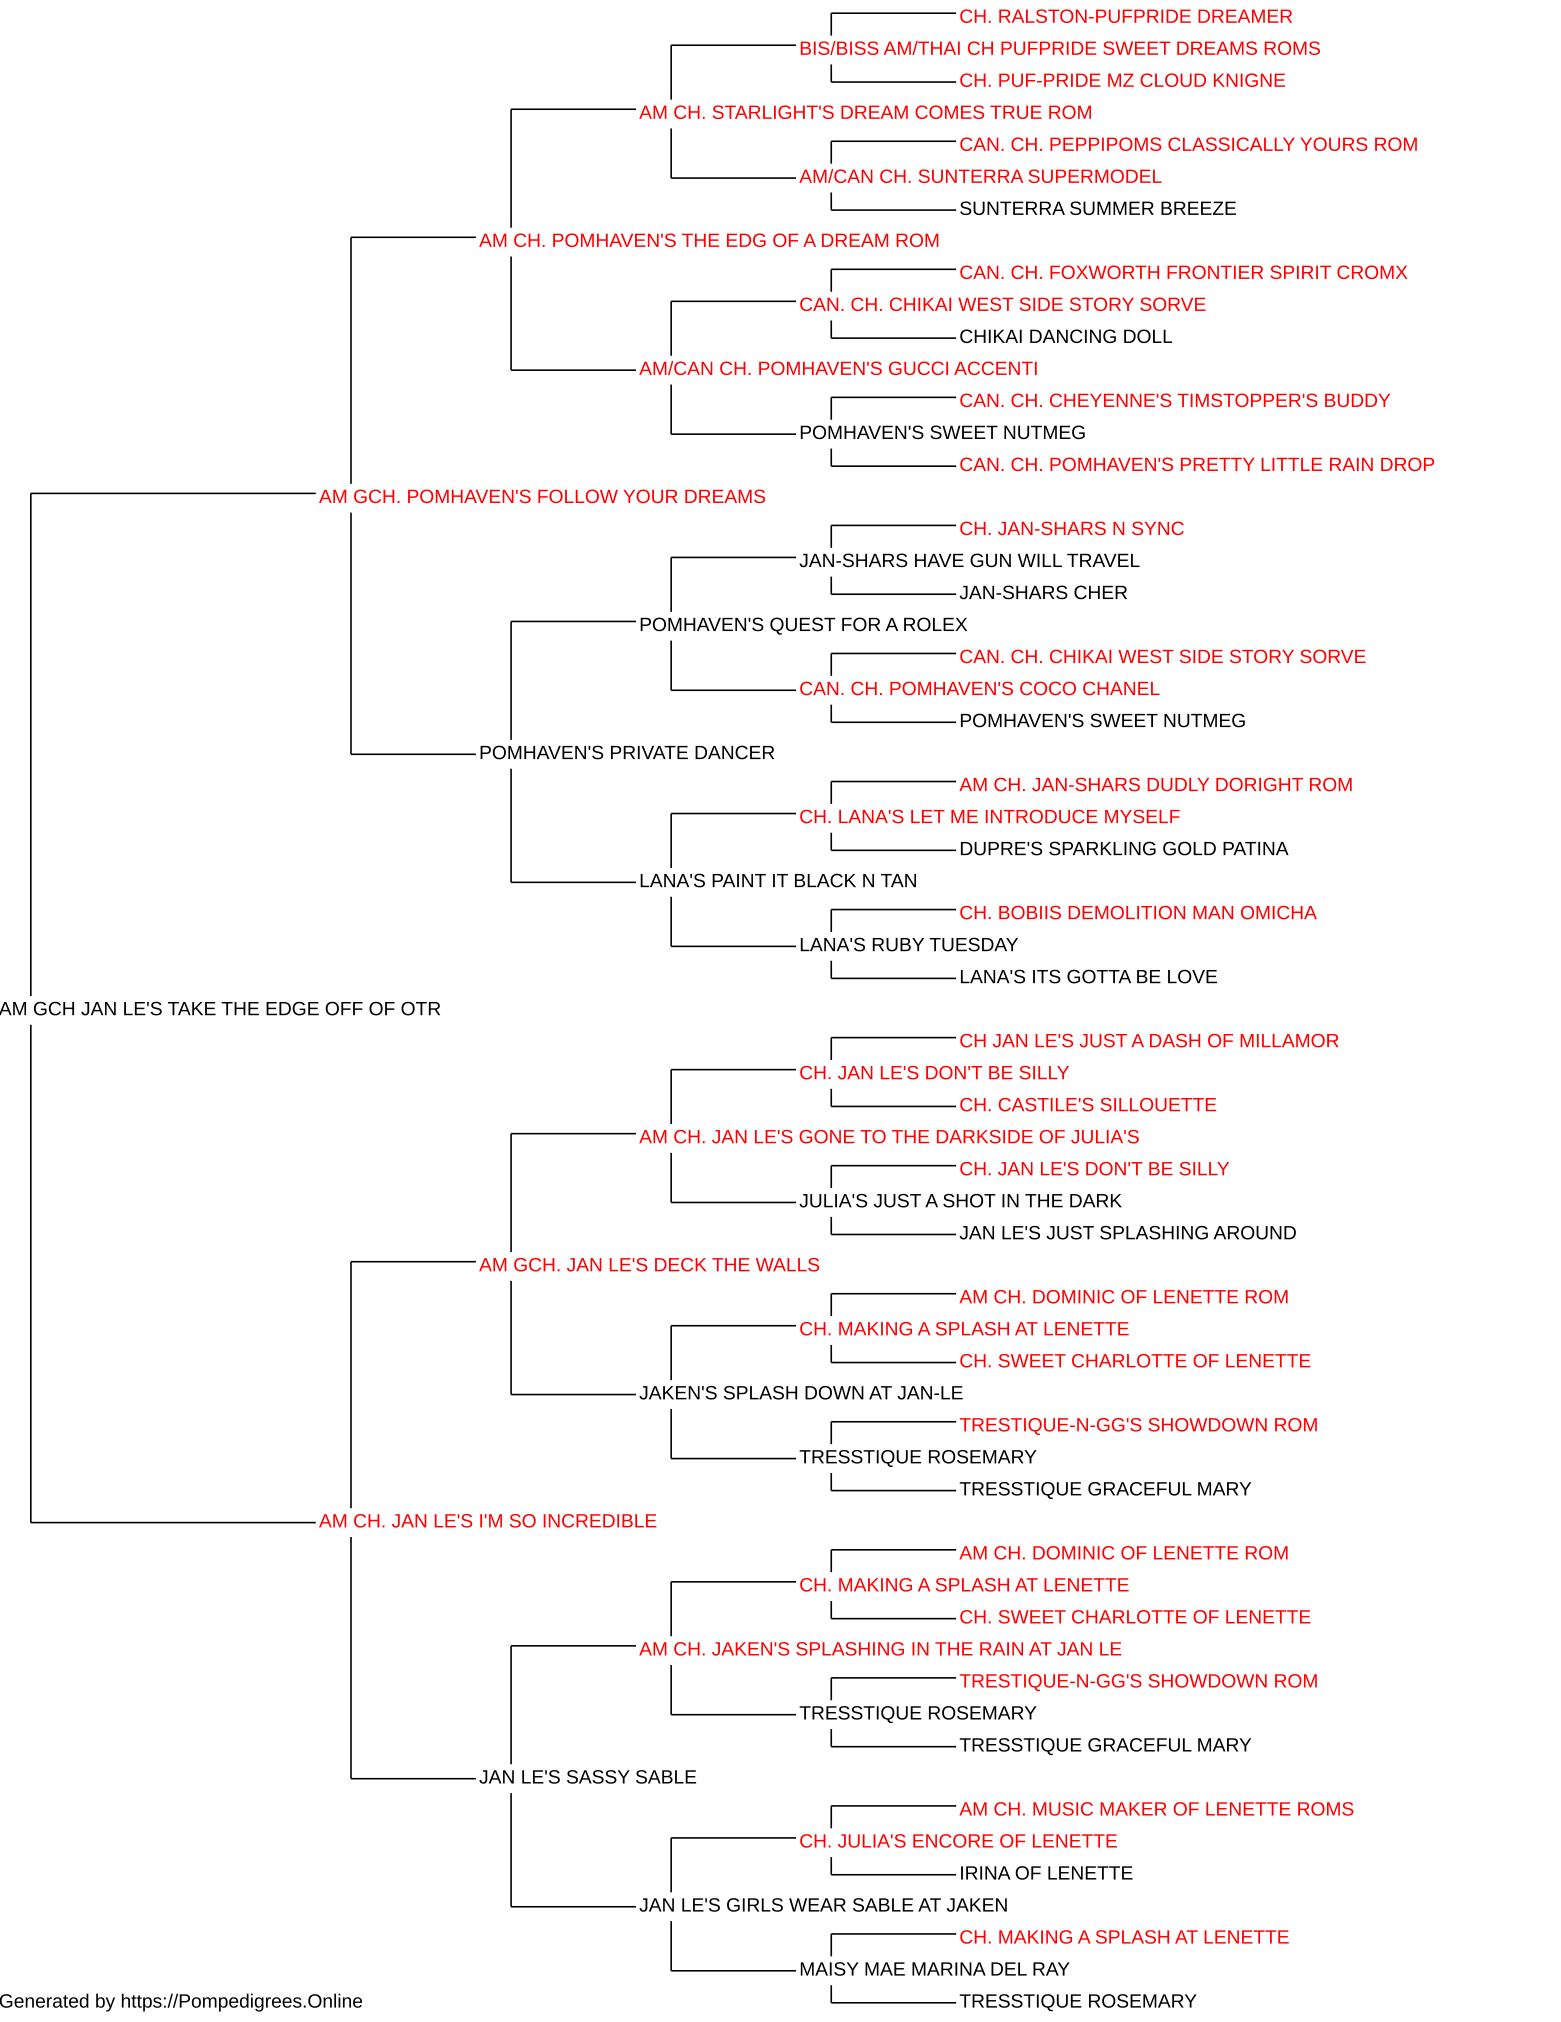 CH. RALSTON-PUFPRIDE DREAMER
BIS/BISS AM/THAI CH PUFPRIDE SWEET DREAMS ROMS
CH. PUF-PRIDE MZ CLOUD KNIGNE
AM CH. STARLIGHT'S DREAM COMES TRUE ROM
CAN. CH. PEPPIPOMS CLASSICALLY YOURS ROM
AM/CAN CH. SUNTERRA SUPERMODEL
SUNTERRA SUMMER BREEZE
AM CH. POMHAVEN'S THE EDG OF A DREAM ROM
CAN. CH. FOXWORTH FRONTIER SPIRIT CROMX
CAN. CH. CHIKAI WEST SIDE STORY SORVE
CHIKAI DANCING DOLL
AM/CAN CH. POMHAVEN'S GUCCI ACCENTI
CAN. CH. CHEYENNE'S TIMSTOPPER'S BUDDY
POMHAVEN'S SWEET NUTMEG
CAN. CH. POMHAVEN'S PRETTY LITTLE RAIN DROP
AM GCH. POMHAVEN'S FOLLOW YOUR DREAMS
CH. JAN-SHARS N SYNC
JAN-SHARS HAVE GUN WILL TRAVEL
JAN-SHARS CHER
POMHAVEN'S QUEST FOR A ROLEX
CAN. CH. CHIKAI WEST SIDE STORY SORVE
CAN. CH. POMHAVEN'S COCO CHANEL
POMHAVEN'S SWEET NUTMEG
POMHAVEN'S PRIVATE DANCER
AM CH. JAN-SHARS DUDLY DORIGHT ROM
CH. LANA'S LET ME INTRODUCE MYSELF
DUPRE'S SPARKLING GOLD PATINA
LANA'S PAINT IT BLACK N TAN
CH. BOBIIS DEMOLITION MAN OMICHA
LANA'S RUBY TUESDAY
LANA'S ITS GOTTA BE LOVE
AM GCH JAN LE'S TAKE THE EDGE OFF OF OTR
CH JAN LE'S JUST A DASH OF MILLAMOR
CH. JAN LE'S DON'T BE SILLY
CH. CASTILE'S SILLOUETTE
AM CH. JAN LE'S GONE TO THE DARKSIDE OF JULIA'S
CH. JAN LE'S DON'T BE SILLY
JULIA'S JUST A SHOT IN THE DARK
JAN LE'S JUST SPLASHING AROUND
AM GCH. JAN LE'S DECK THE WALLS
AM CH. DOMINIC OF LENETTE ROM
CH. MAKING A SPLASH AT LENETTE
CH. SWEET CHARLOTTE OF LENETTE
JAKEN'S SPLASH DOWN AT JAN-LE
TRESTIQUE-N-GG'S SHOWDOWN ROM
TRESSTIQUE ROSEMARY
TRESSTIQUE GRACEFUL MARY
AM CH. JAN LE'S I'M SO INCREDIBLE
AM CH. DOMINIC OF LENETTE ROM
CH. MAKING A SPLASH AT LENETTE
CH. SWEET CHARLOTTE OF LENETTE
AM CH. JAKEN'S SPLASHING IN THE RAIN AT JAN LE
TRESTIQUE-N-GG'S SHOWDOWN ROM
TRESSTIQUE ROSEMARY
TRESSTIQUE GRACEFUL MARY
JAN LE'S SASSY SABLE
AM CH. MUSIC MAKER OF LENETTE ROMS
CH. JULIA'S ENCORE OF LENETTE
IRINA OF LENETTE
JAN LE'S GIRLS WEAR SABLE AT JAKEN
CH. MAKING A SPLASH AT LENETTE
MAISY MAE MARINA DEL RAY
TRESSTIQUE ROSEMARY
Generated by https://Pompedigrees.Online